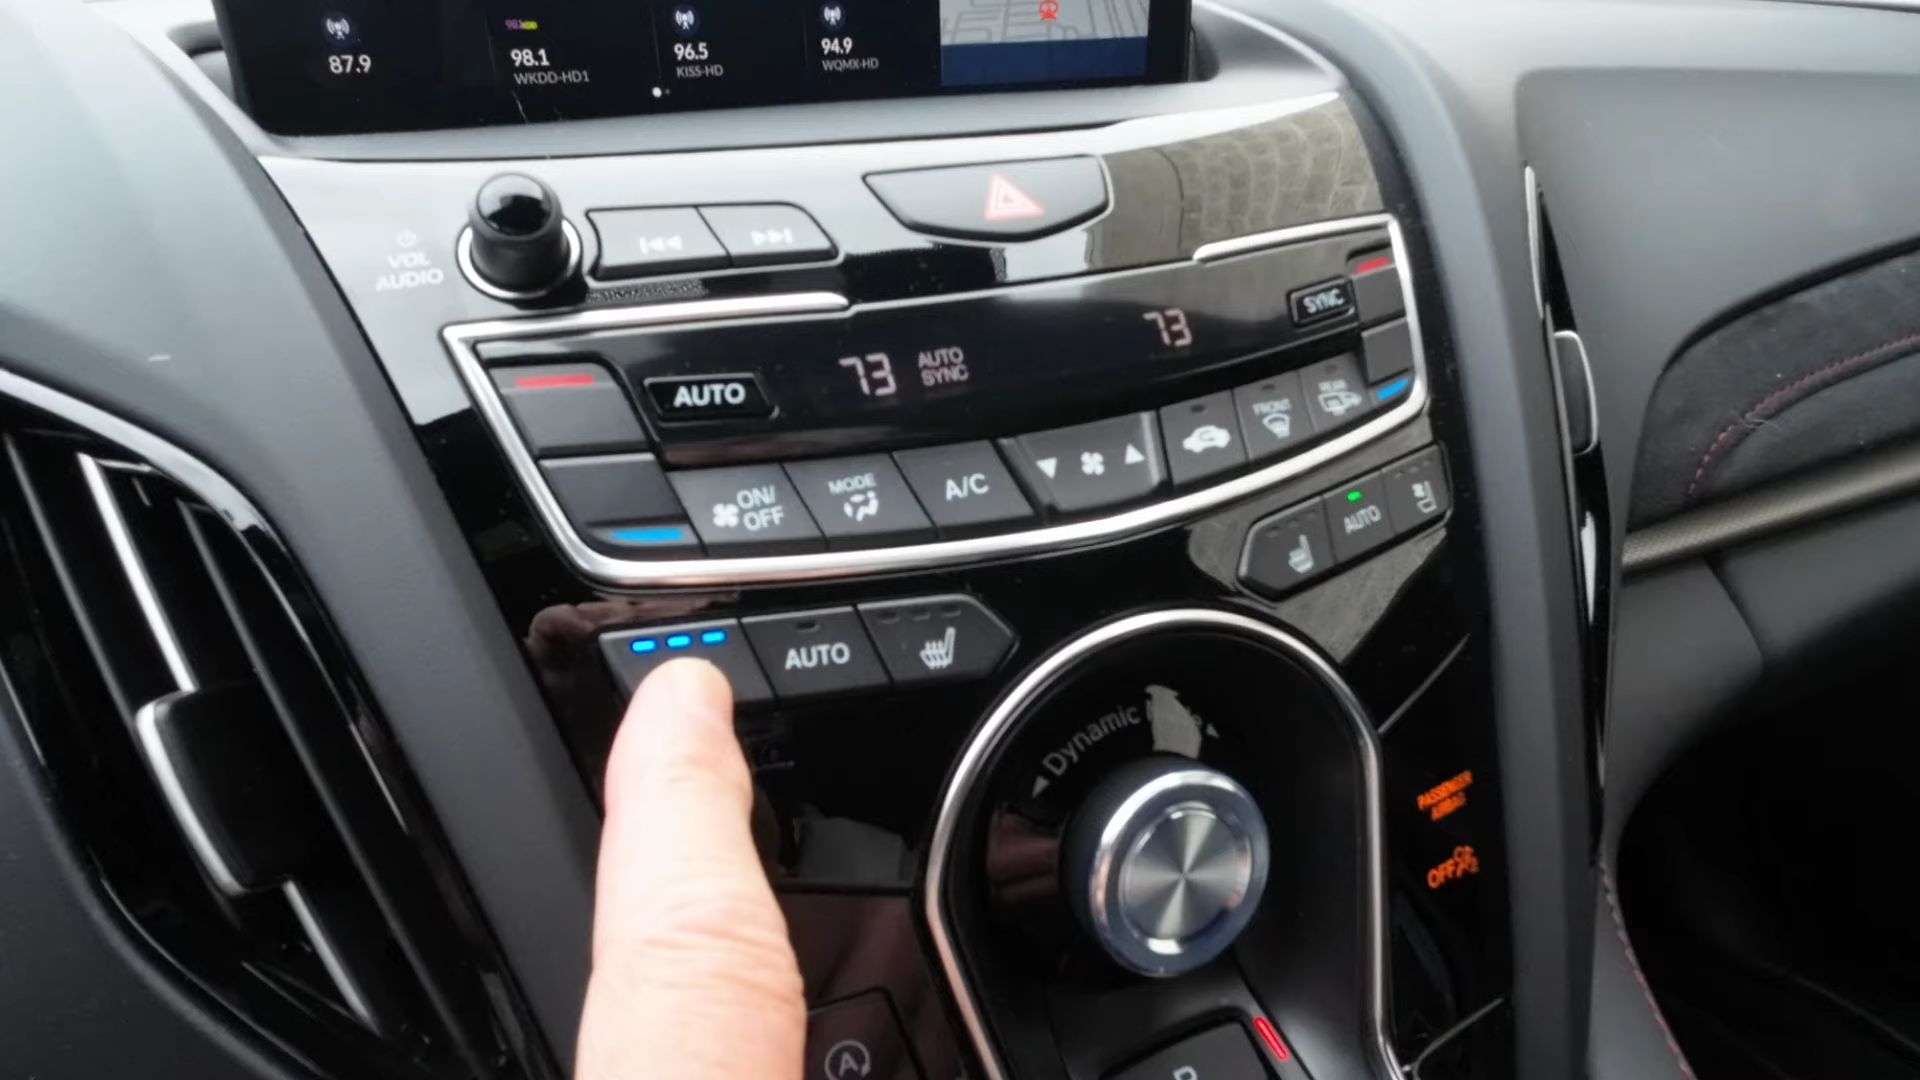 87.9
98.1
WKDD-HD1
96.5
KISS-HD
94.9
WQMX-HD
VOL
AUDIO
AUTO
73
AUTO
SYNC
73
SYNC
ON/
OFF
MODE
A/C
FRONT
REAR
AUTO
AUTO
Dynamic
PASSENGER
AIRBAG
OFF
A
P